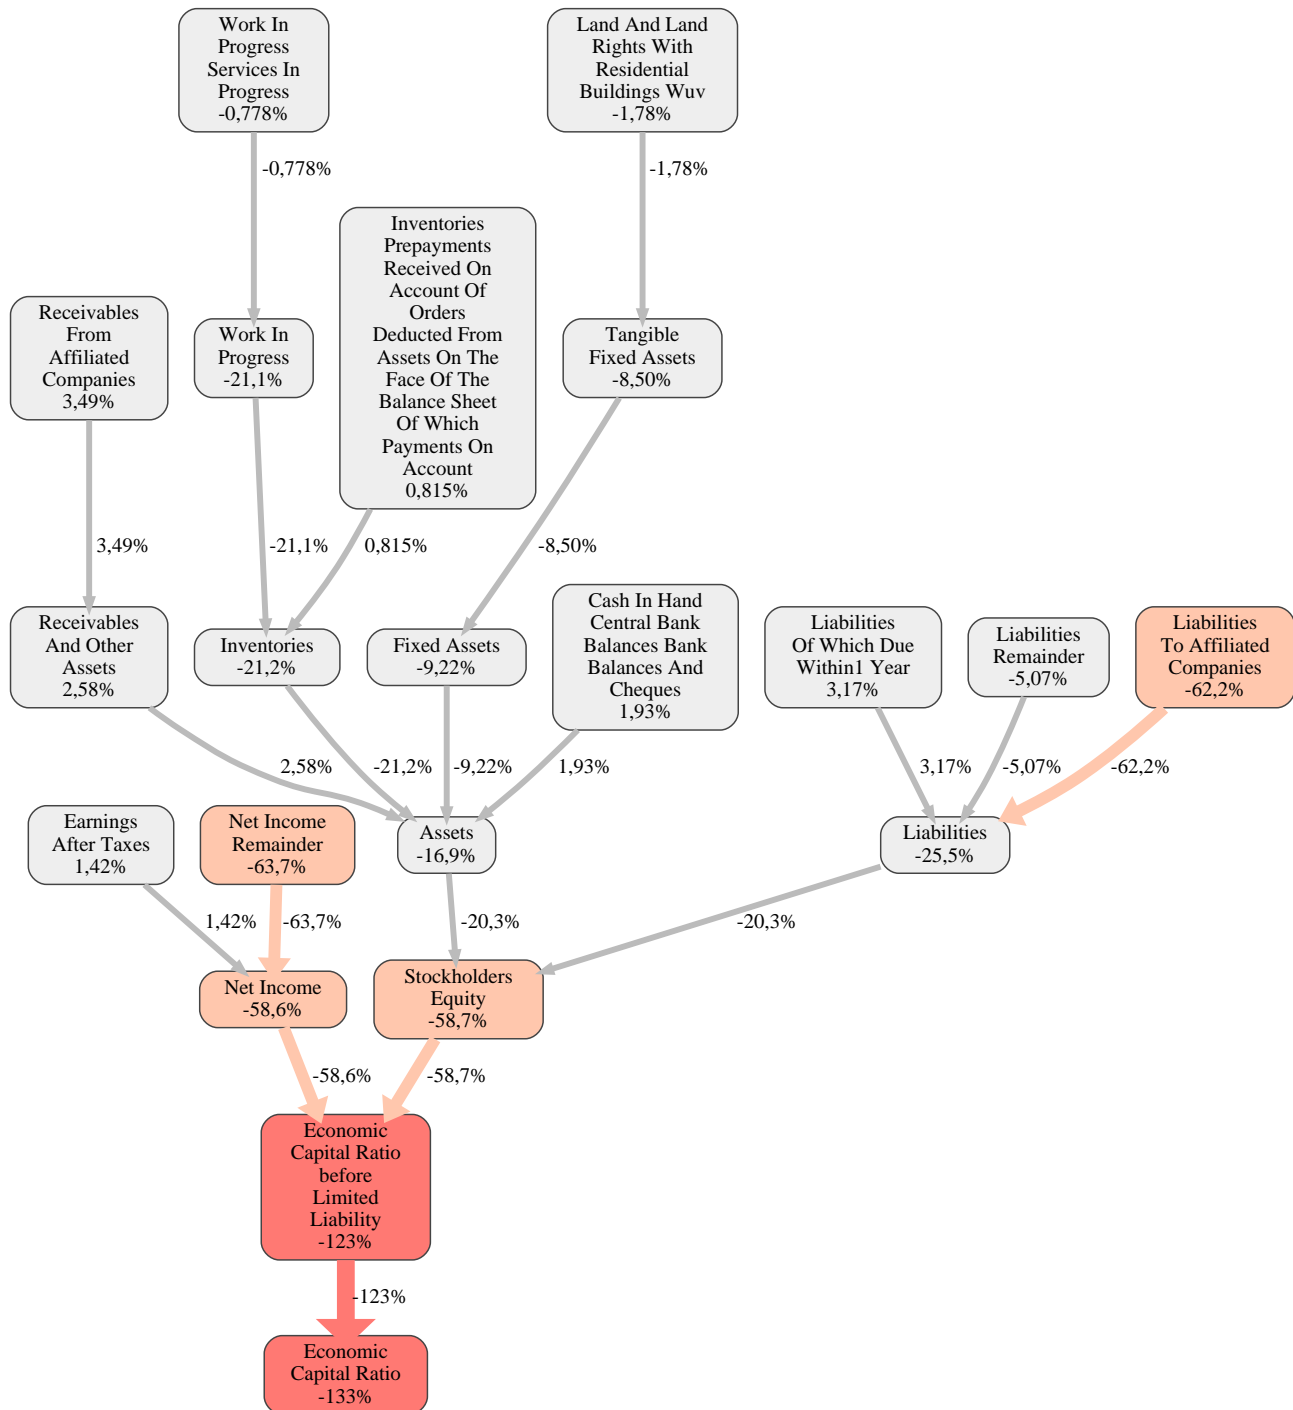 Work In
Progress
Services In
Progress
-0,778%
Land And Land
Rights With
Residential
Buildings Wuv
-1,78%
-0,778%
-1,78%
Inventories
Prepayments
Received On
Account Of
Orders
Deducted From
Assets On The
Face Of The
Balance Sheet
Of Which
Payments On
Account
0,815%
Receivables
From
Affiliated
Companies
3,49%
Work In
Progress
-21,1%
Tangible
Fixed Assets
-8,50%
3,49%
-21,1%
0,815%
-8,50%
Receivables
And Other
Assets
2,58%
Inventories
-21,2%
Fixed Assets
-9,22%
Cash In Hand
Central Bank
Balances Bank
Balances And
Cheques
1,93%
Liabilities
Of Which Due
Within1 Year
3,17%
Liabilities
Remainder
-5,07%
Liabilities
To Affiliated
Companies
-62,2%
2,58%
-21,2%
-9,22%
1,93%
3,17%
-5,07%
-62,2%
Earnings
After Taxes
1,42%
Net Income
Remainder
-63,7%
Assets
-16,9%
Liabilities
-25,5%
1,42%
-63,7%
-20,3%
-20,3%
Net Income
-58,6%
Stockholders
Equity
-58,7%
-58,6%
-58,7%
Economic
Capital Ratio
before
Limited
Liability
-123%
-123%
Economic
Capital Ratio
-133%